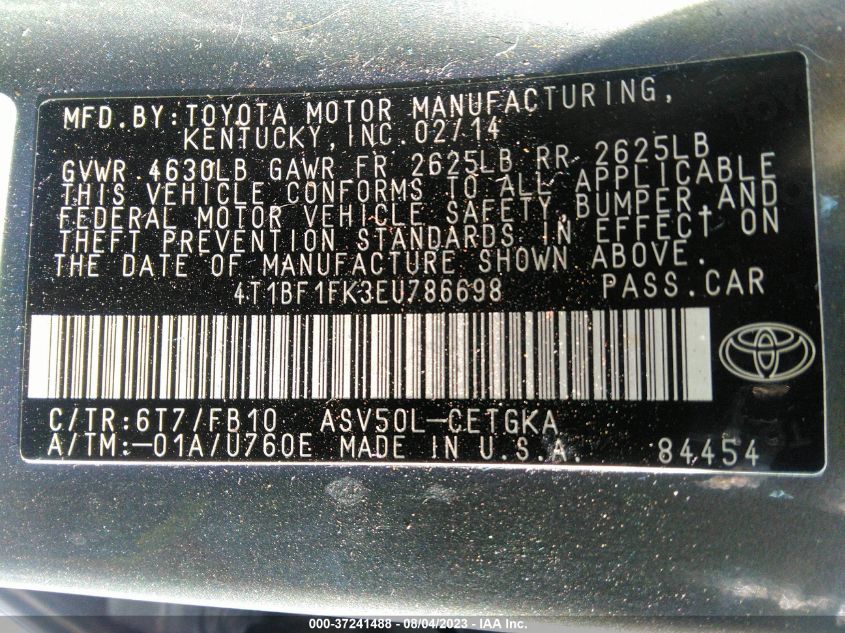 MFD.BY:TOYOTA MOTOR MANUFACTURING,
KENTUCKY,INC.02/14
GVWR 4630LB GAWR FR 2625LB RR 2625LB
THIS VEHICLE CONFORMS TO ALL APPLICABLE
FEDERAL MOTOR VEHICLE SAFETY,BUMPER,AND
THEFT PREVENTION STANDARDS IN EFFECT ON
THE DATE OF MANUFACTURE SHOWN ABOVE.
4T1BF1FK3EU786698 PASS.CAR
C/TR:6T7/FB10 ASV50L-CETGKA
A/TM:-01A/U760E MADE IN U.S.A. 84454
000-37241488 - 08/04/2023 - IAA Inc.